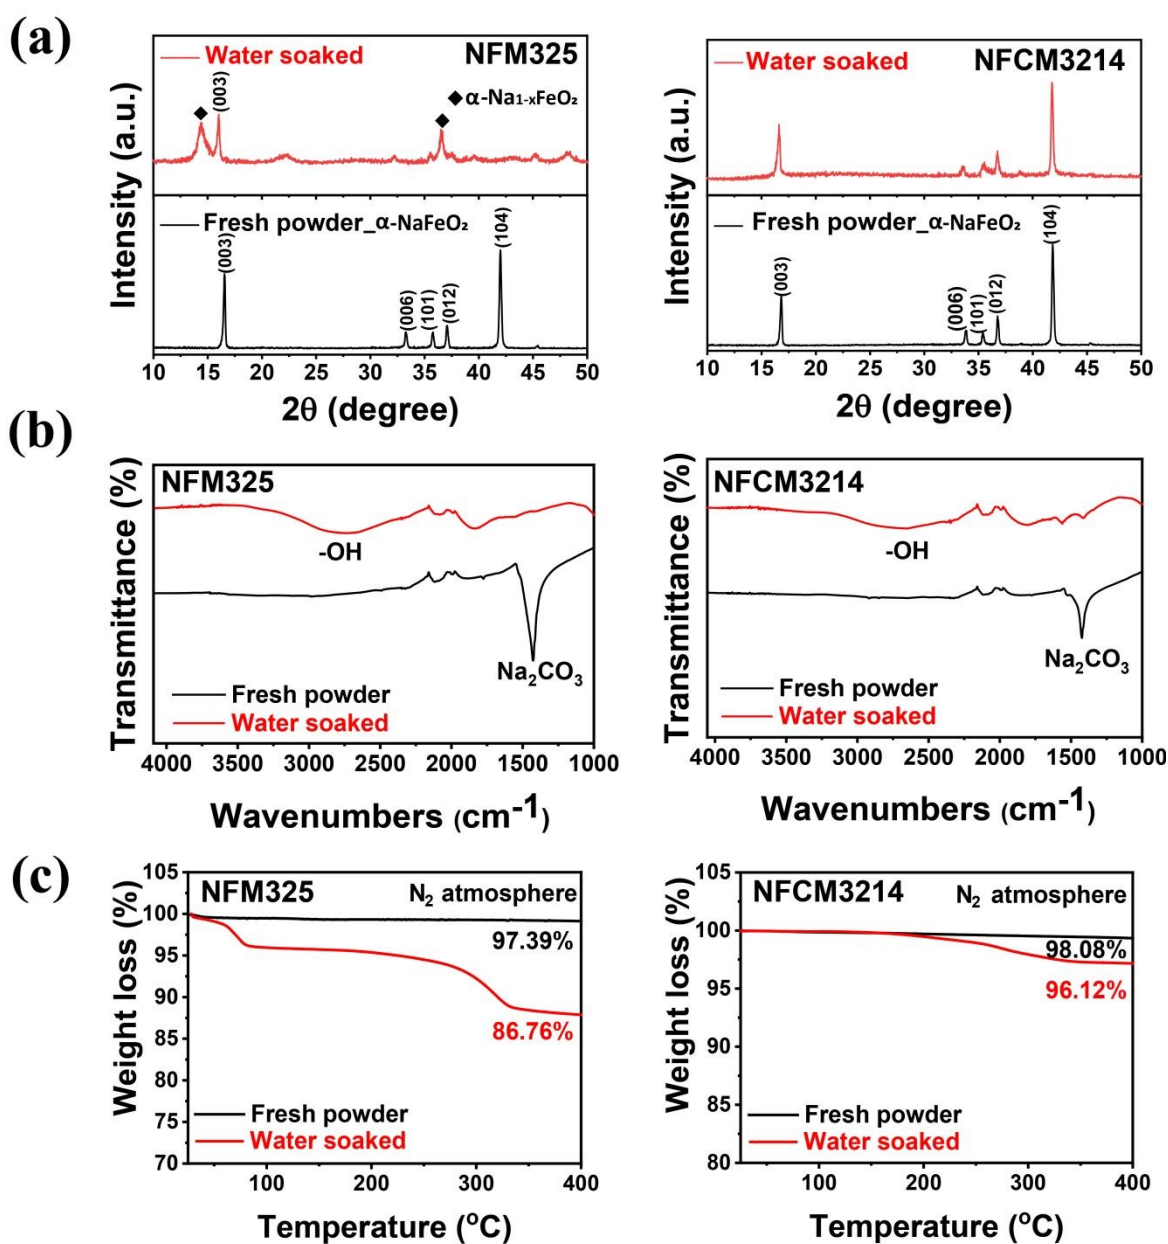 (a)
Water soaked NFM325
(003)
◆ α-Na1-xFeO₂
Fresh powder_α-NaFeO₂
(003)
(006)
(101)
(012)
(104)
Intensity (a.u.)
10 15 20 25 30 35 40 45 50
2θ (degree)
Water soaked NFCM3214
Fresh powder_α-NaFeO₂
(003)
(006)
(101)
(012)
(104)
Intensity (a.u.)
10 15 20 25 30 35 40 45 50
2θ (degree)
(b)
NFM325
-OH
Na₂CO₃
Fresh powder
Water soaked
Transmittance (%)
4000 3500 3000 2500 2000 1500 1000
Wavenumbers (cm⁻¹)
NFCM3214
-OH
Na₂CO₃
Fresh powder
Water soaked
Transmittance (%)
4000 3500 3000 2500 2000 1500 1000
Wavenumbers (cm⁻¹)
(c)
NFM325 N₂ atmosphere
97.39%
86.76%
Fresh powder
Water soaked
Weight loss (%)
105
100
95
90
85
80
75
70
100 200 300 400
Temperature (ºC)
NFCM3214 N₂ atmosphere
98.08%
96.12%
Fresh powder
Water soaked
Weight loss (%)
105
100
95
90
85
80
100 200 300 400
Temperature (ºC)